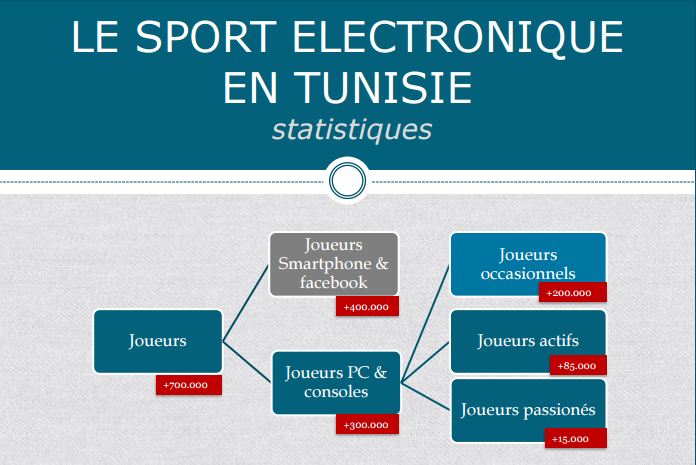 LE SPORT ELECTRONIQUE
EN TUNISIE
statistiques
Joueurs
+700.000
Joueurs
Smartphone &
facebook
+400.000
Joueurs PC &
consoles
+300.000
Joueurs
occasionnels
+200.000
Joueurs actifs
+85.000
Joueurs passionés
+15.000